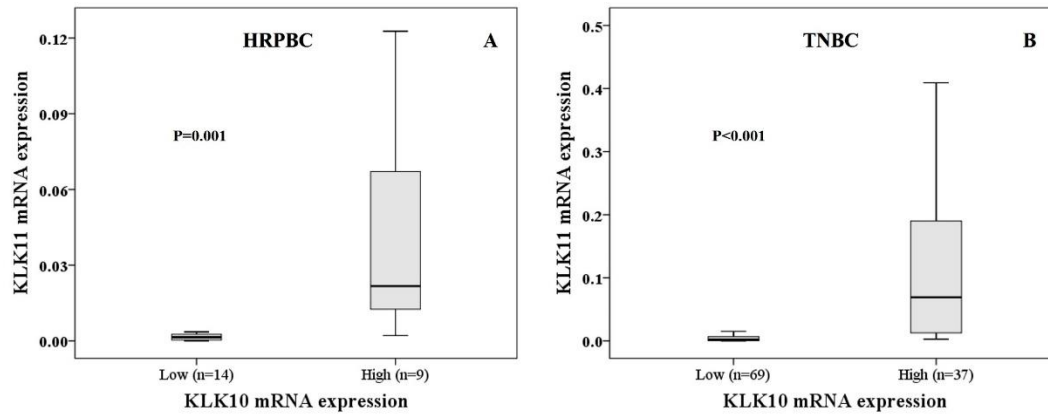 HRPBC
A
KLK11 mRNA expression
0.12
0.09
0.06
0.03
0.00
P=0.001
Low (n=14)
High (n=9)
KLK10 mRNA expression
TNBC
B
KLK11 mRNA expression
0.5
0.4
0.3
0.2
0.1
0.0
P<0.001
Low (n=69)
High (n=37)
KLK10 mRNA expression